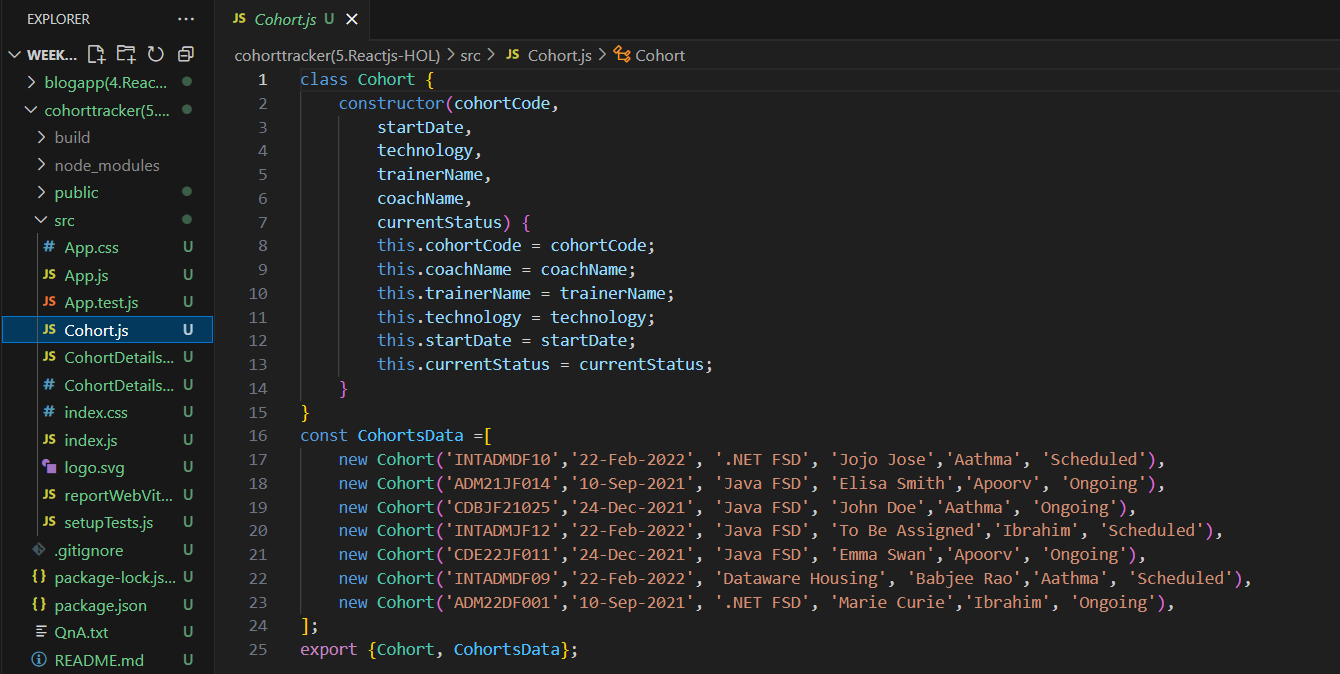 EXPLORER ...
WEEK...
blogapp(4.Reac...
cohorttracker(5....
build
node_modules
public
src
# App.css U
JS App.js U
JS App.test.js U
JS Cohort.js U
JS CohortDetails... U
# CohortDetails... U
# index.css U
JS index.js U
logo.svg U
JS reportWebVit... U
JS setupTests.js U
.gitignore U
{} package-lock.js... U
{} package.json U
QnA.txt U
README.md U
JS Cohort.js U
cohorttracker(5.Reactjs-HOL) > src > JS Cohort.js > Cohort
1 class Cohort {
2     constructor(cohortCode,
3         startDate,
4         technology,
5         trainerName,
6         coachName,
7         currentStatus) {
8         this.cohortCode = cohortCode;
9         this.coachName = coachName;
10         this.trainerName = trainerName;
11         this.technology = technology;
12         this.startDate = startDate;
13         this.currentStatus = currentStatus;
14     }
15 }
16 const CohortsData =[
17     new Cohort('INTADMDF10','22-Feb-2022', '.NET FSD', 'Jojo Jose','Aathma', 'Scheduled'),
18     new Cohort('ADM21JF014','10-Sep-2021', 'Java FSD', 'Elisa Smith','Apoorv', 'Ongoing'),
19     new Cohort('CDBJF21025','24-Dec-2021', 'Java FSD', 'John Doe','Aathma', 'Ongoing'),
20     new Cohort('INTADMJF12','22-Feb-2022', 'Java FSD', 'To Be Assigned','Ibrahim', 'Scheduled'),
21     new Cohort('CDE22JF011','24-Dec-2021', 'Java FSD', 'Emma Swan','Apoorv', 'Ongoing'),
22     new Cohort('INTADMDF09','22-Feb-2022', 'Dataware Housing', 'Babjee Rao','Aathma', 'Scheduled'),
23     new Cohort('ADM22DF001','10-Sep-2021', '.NET FSD', 'Marie Curie','Ibrahim', 'Ongoing'),
24 ];
25 export {Cohort, CohortsData};